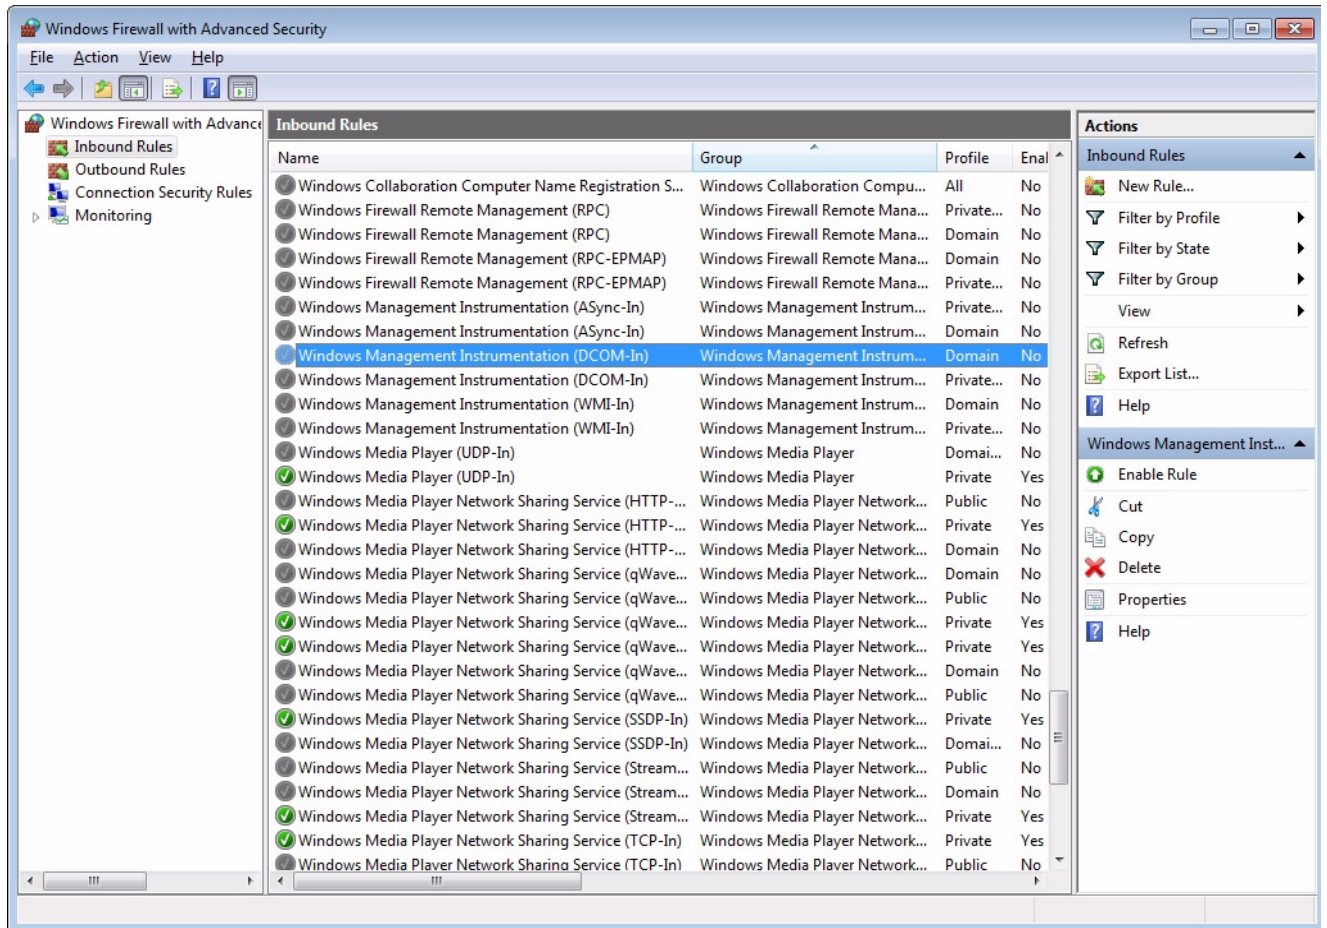 Windows Firewall with Advanced Security
File Action View Help
Windows Firewall with Advance
Inbound Rules
Outbound Rules
Connection Security Rules
Monitoring
Inbound Rules
Name Group Profile Enal
Windows Collaboration Computer Name Registration S... Windows Collaboration Compu... All No
Windows Firewall Remote Management (RPC) Windows Firewall Remote Mana... Private... No
Windows Firewall Remote Management (RPC) Windows Firewall Remote Mana... Domain No
Windows Firewall Remote Management (RPC-EPMAP) Windows Firewall Remote Mana... Domain No
Windows Firewall Remote Management (RPC-EPMAP) Windows Firewall Remote Mana... Private... No
Windows Management Instrumentation (ASync-In) Windows Management Instrum... Private... No
Windows Management Instrumentation (ASync-In) Windows Management Instrum... Domain No
Windows Management Instrumentation (DCOM-In) Windows Management Instrum... Domain No
Windows Management Instrumentation (DCOM-In) Windows Management Instrum... Private... No
Windows Management Instrumentation (WMI-In) Windows Management Instrum... Domain No
Windows Management Instrumentation (WMI-In) Windows Management Instrum... Private... No
Windows Media Player (UDP-In) Windows Media Player Domai... No
Windows Media Player (UDP-In) Windows Media Player Private Yes
Windows Media Player Network Sharing Service (HTTP-... Windows Media Player Network... Public No
Windows Media Player Network Sharing Service (HTTP-... Windows Media Player Network... Private Yes
Windows Media Player Network Sharing Service (HTTP-... Windows Media Player Network... Domain No
Windows Media Player Network Sharing Service (qWave... Windows Media Player Network... Domain No
Windows Media Player Network Sharing Service (qWave... Windows Media Player Network... Public No
Windows Media Player Network Sharing Service (qWave... Windows Media Player Network... Private Yes
Windows Media Player Network Sharing Service (qWave... Windows Media Player Network... Private Yes
Windows Media Player Network Sharing Service (qWave... Windows Media Player Network... Domain No
Windows Media Player Network Sharing Service (qWave... Windows Media Player Network... Public No
Windows Media Player Network Sharing Service (SSDP-In) Windows Media Player Network... Private Yes
Windows Media Player Network Sharing Service (SSDP-In) Windows Media Player Network... Domai... No
Windows Media Player Network Sharing Service (Stream... Windows Media Player Network... Public No
Windows Media Player Network Sharing Service (Stream... Windows Media Player Network... Domain No
Windows Media Player Network Sharing Service (Stream... Windows Media Player Network... Private Yes
Windows Media Player Network Sharing Service (TCP-In) Windows Media Player Network... Private Yes
Windows Media Player Network Sharing Service (TCP-In) Windows Media Player Network... Public No
Actions
Inbound Rules
New Rule...
Filter by Profile
Filter by State
Filter by Group
View
Refresh
Export List...
Help
Windows Management Inst...
Enable Rule
Cut
Copy
Delete
Properties
Help